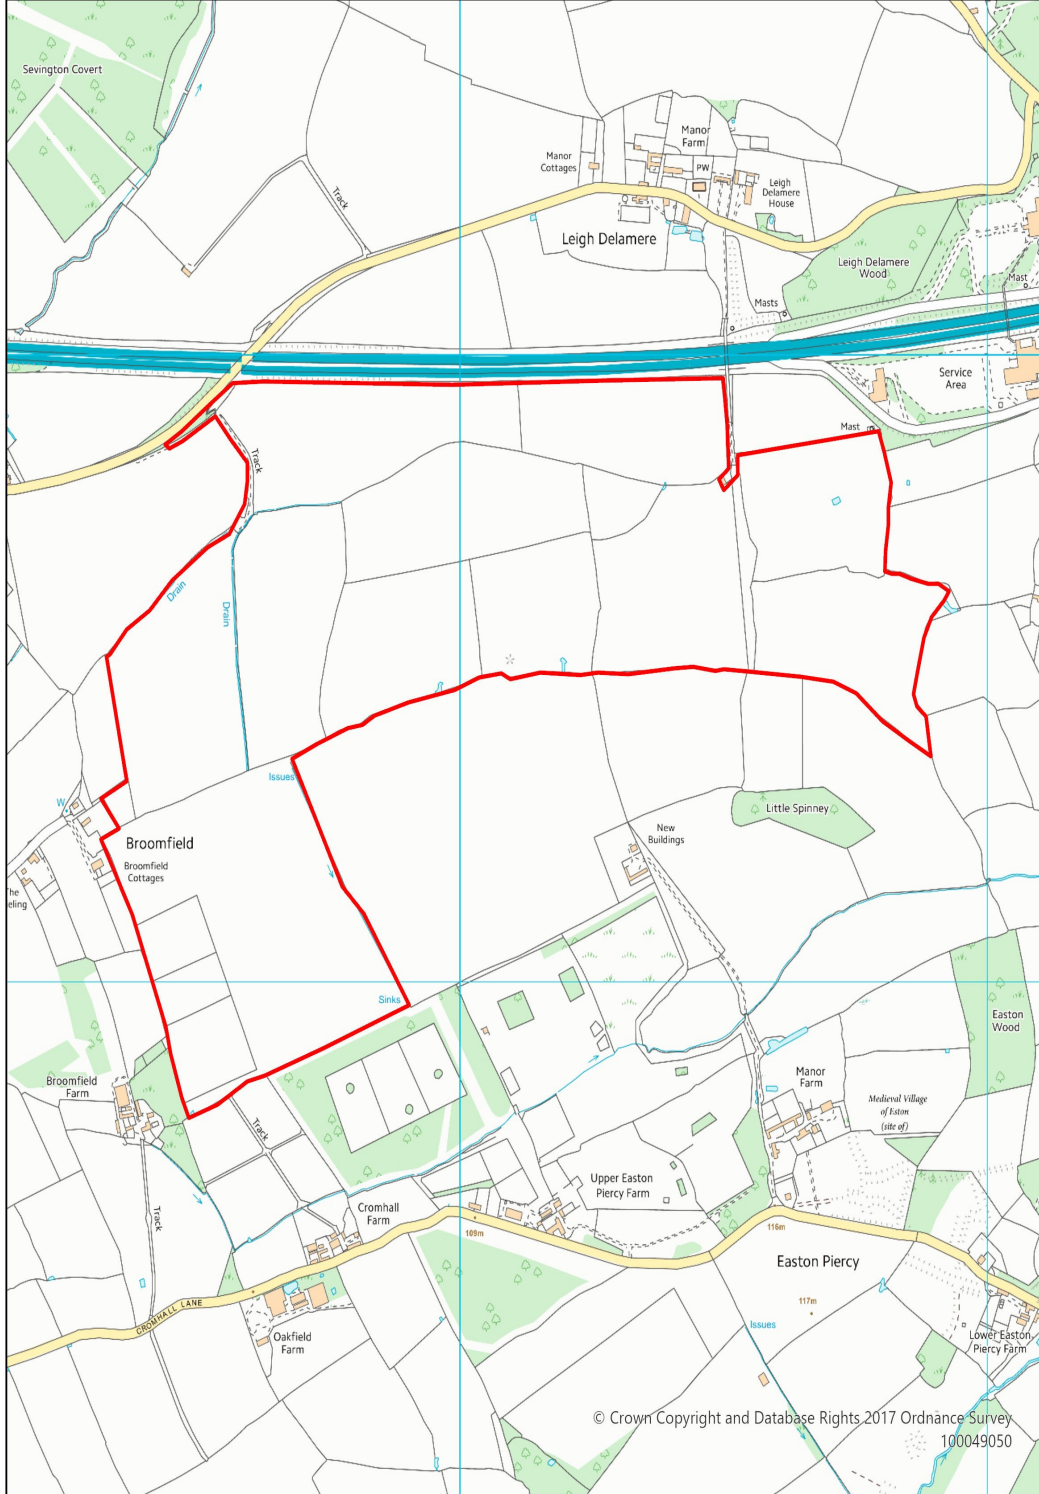 Sevington Covert
Manor
Farm
Manor
Cottages
PW
Leigh
Delamere
House
Track
Leigh Delamere
Leigh Delamere
Wood
Mast
Masts
Service
Area
Mast
Track
Drain
Drain
Issues
W
Broomfield
Broomfield
Cottages
The
eling
Little Spinney
New
Buildings
Sinks
Easton
Wood
Broomfield
Farm
Manor
Farm
Medieval Village
of Eston
(site of)
Track
Upper Easton
Piercy Farm
Cromhall
Farm
Track
109m
116m
Easton Piercy
117m
CROMHALL LANE
Issues
Oakfield
Farm
Lower Easton
Piercy Farm
© Crown Copyright and Database Rights 2017 Ordnance Survey
100049050